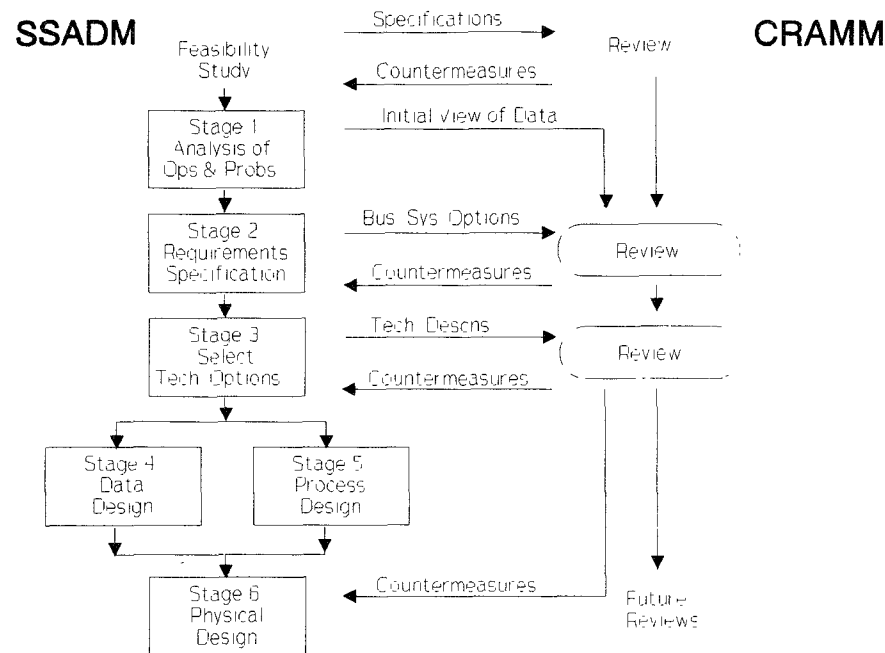 SSADM
CRAMM
Specifications
Feasibility
Study
Review
Countermeasures
Initial View of Data
Stage 1
Analysis of
Ops & Probs
Bus Sys Options
Stage 2
Requirements
Specification
Review
Countermeasures
Tech Descns
Stage 3
Select
Tech Options
Review
Countermeasures
Stage 4
Data
Design
Stage 5
Process
Design
Countermeasures
Stage 6
Physical
Design
Future
Reviews